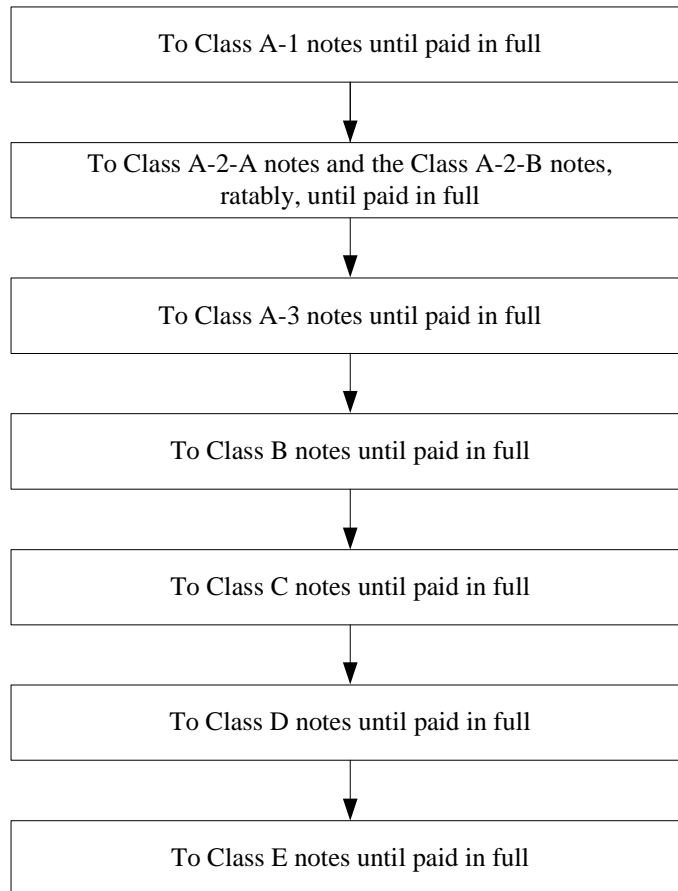 To Class A-1 notes until paid in full
To Class A-2-A notes and the Class A-2-B notes,
ratably, until paid in full
To Class A-3 notes until paid in full
To Class B notes until paid in full
To Class C notes until paid in full
To Class D notes until paid in full
To Class E notes until paid in full